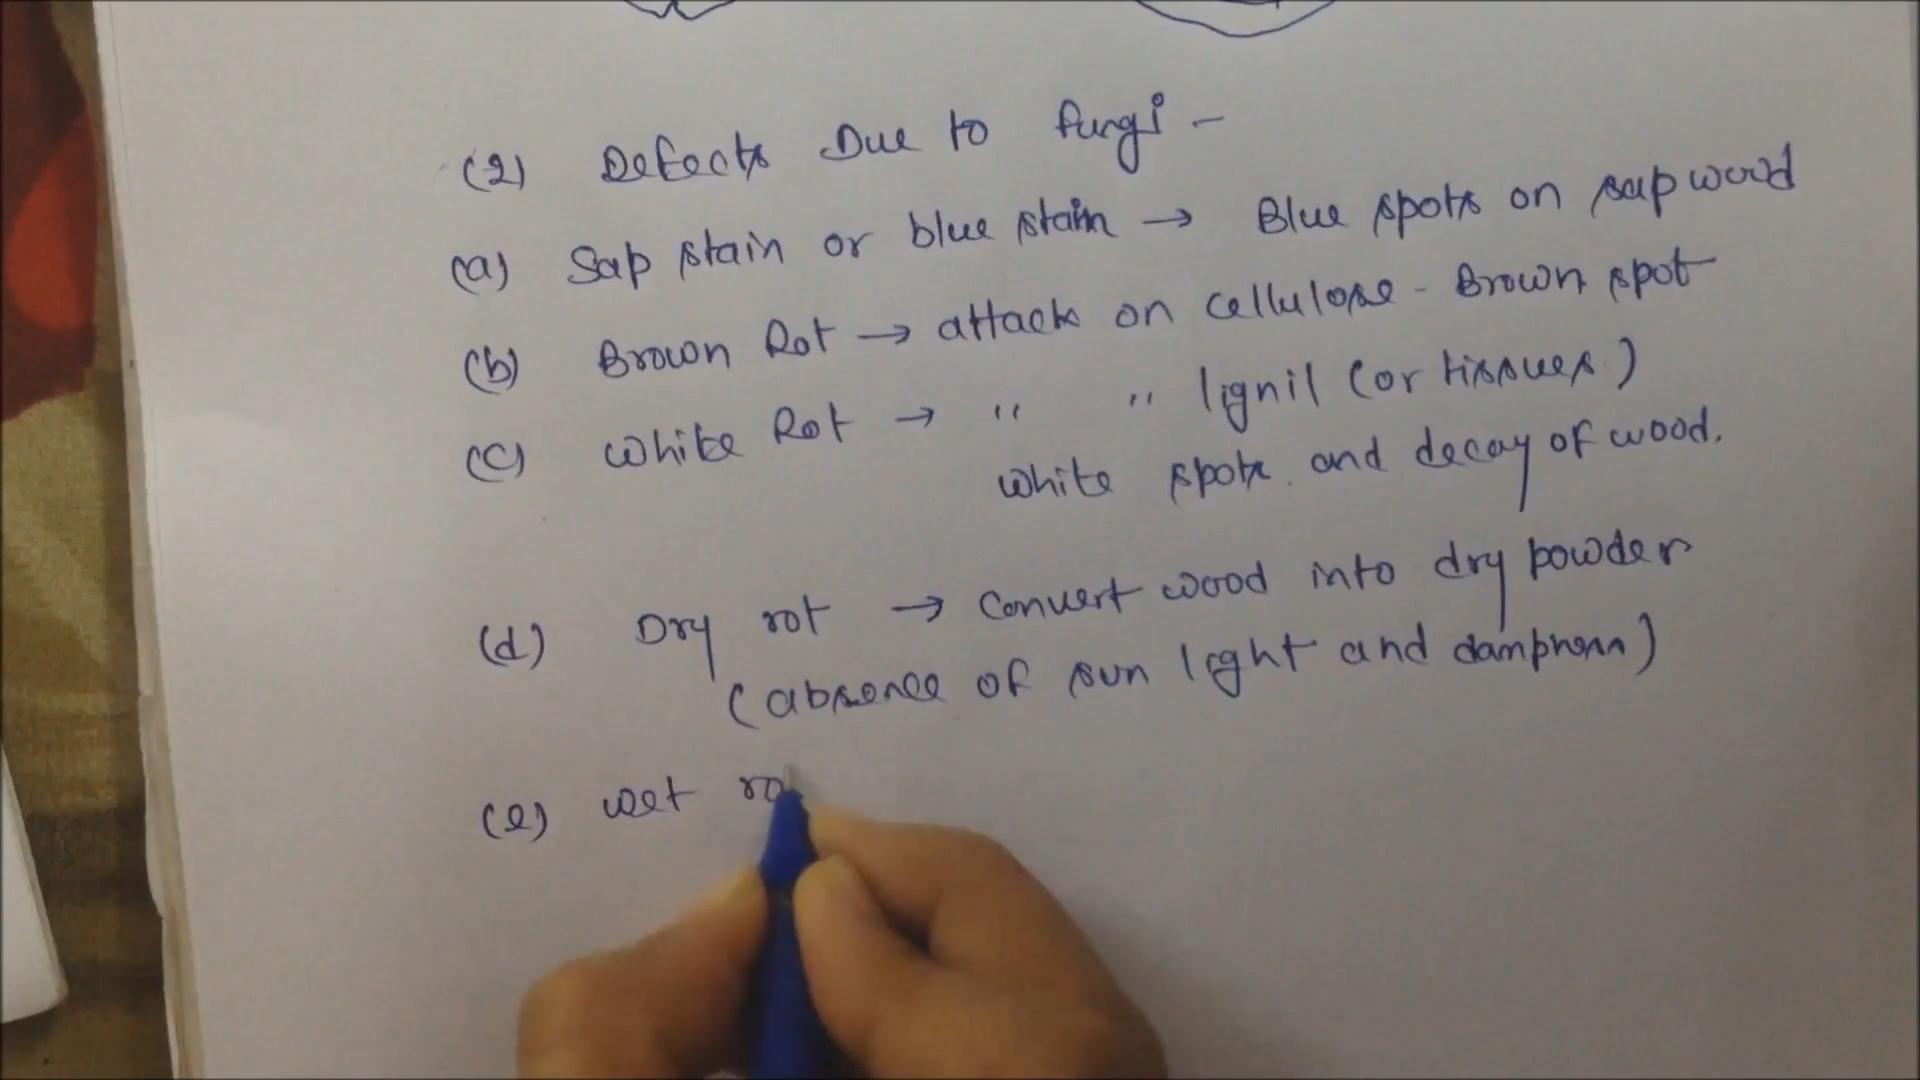 (2) Defects Due to fungi -
(a) Sap stain or blue stain → Blue spots on sap wood
(b) Brown Rot → attack on cellulose - Brown spot
(c) White Rot → " " lignil (or tissues)
white spots and decay of wood.
(d) Dry rot → Convert wood into dry powder
(absence of sun light and dampness)
(e) wet ro